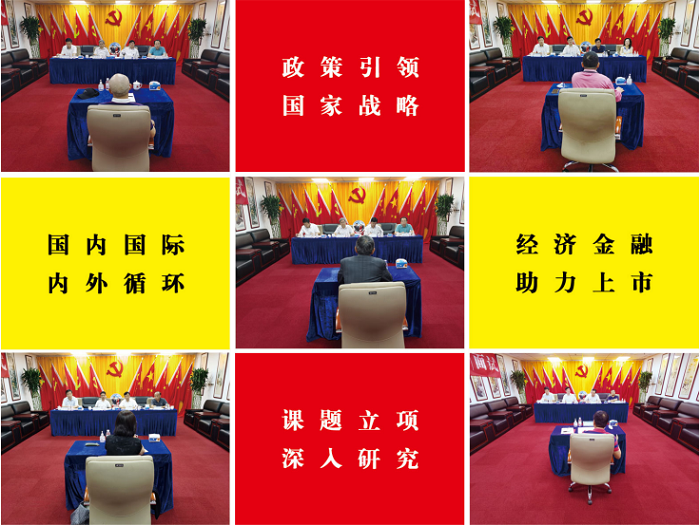 政策引领
国家战略
国内国际
内外循环
经济金融
助力上市
课题立项
深入研究